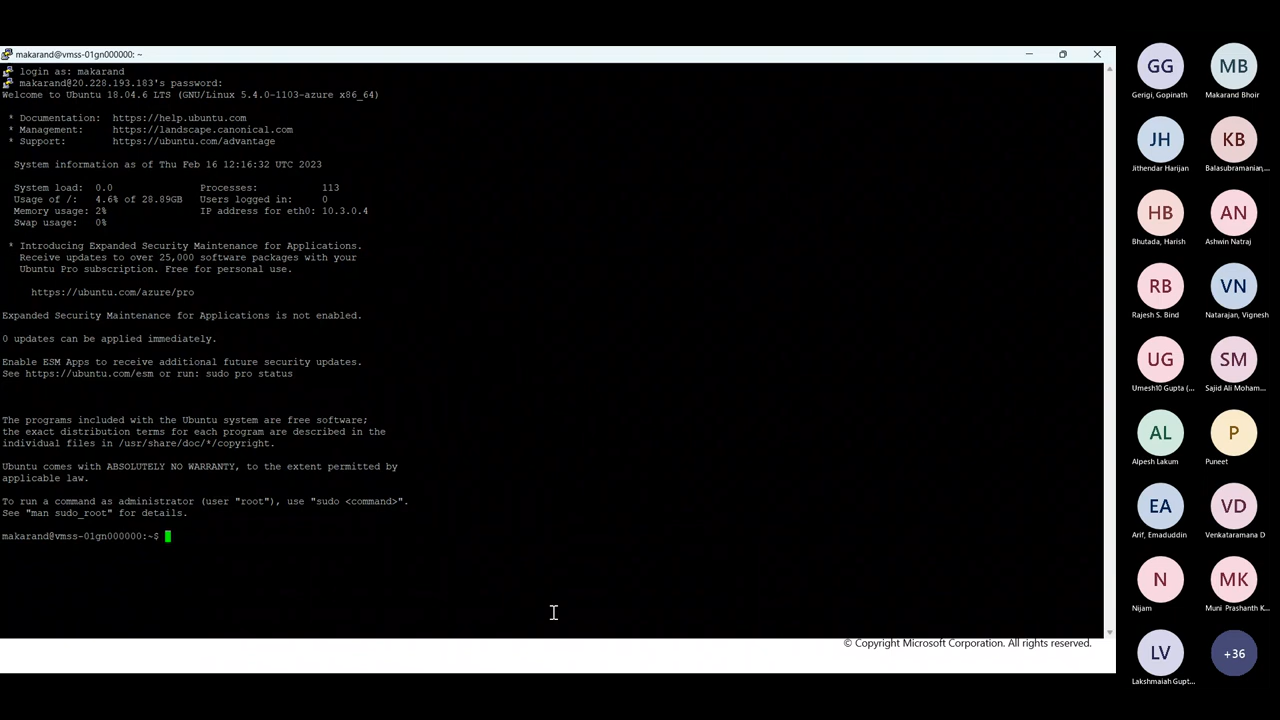 makarand@vmss-01gn000000: ~
login as: makarand
makarand@20.228.193.183's password:
Welcome to Ubuntu 18.04.6 LTS (GNU/Linux 5.4.0-1103-azure x86_64)
* Documentation: https://help.ubuntu.com
* Management: https://landscape.canonical.com
* Support: https://ubuntu.com/advantage
System information as of Thu Feb 16 12:16:32 UTC 2023
System load: 0.0 Processes: 113
Usage of /: 4.6% of 28.89GB Users logged in: 0
Memory usage: 2% IP address for eth0: 10.3.0.4
Swap usage: 0%
* Introducing Expanded Security Maintenance for Applications.
Receive updates to over 25,000 software packages with your
Ubuntu Pro subscription. Free for personal use.
https://ubuntu.com/azure/pro
Expanded Security Maintenance for Applications is not enabled.
0 updates can be applied immediately.
Enable ESM Apps to receive additional future security updates.
See https://ubuntu.com/esm or run: sudo pro status
The programs included with the Ubuntu system are free software;
the exact distribution terms for each program are described in the
individual files in /usr/share/doc/*/copyright.
Ubuntu comes with ABSOLUTELY NO WARRANTY, to the extent permitted by
applicable law.
To run a command as administrator (user "root"), use "sudo <command>".
See "man sudo_root" for details.
makarand@vmss-01gn000000:~$
© Copyright Microsoft Corporation. All rights reserved.
GG MB
Gerigi, Gopinath Makarand Bhoir
JH KB
Jithendar Harijan Balasubramanian,...
HB AN
Bhutada, Harish Ashwin Natraj
RB VN
Rajesh S. Bind Natarajan, Vignesh
UG SM
Umesh10 Gupta (... Sajid Ali Moham...
AL P
Alpesh Lakum Puneet
EA VD
Arif, Emaduddin Venkataramana D
N MK
Nijam Muni Prashanth K...
LV +36
Lakshmaiah Gupt...